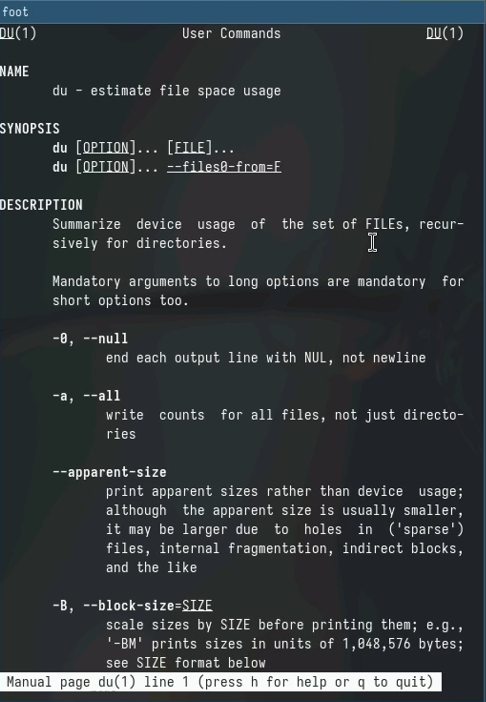 foot
DU(1) User Commands DU(1)
NAME
du - estimate file space usage
SYNOPSIS
du [OPTION]... [FILE]...
du [OPTION]... --files0-from=F
DESCRIPTION
Summarize device usage of the set of FILEs, recur-
sively for directories.
Mandatory arguments to long options are mandatory for
short options too.
-0, --null
end each output line with NUL, not newline
-a, --all
write counts for all files, not just directo-
ries
--apparent-size
print apparent sizes rather than device usage;
although the apparent size is usually smaller,
it may be larger due to holes in ('sparse')
files, internal fragmentation, indirect blocks,
and the like
-B, --block-size=SIZE
scale sizes by SIZE before printing them; e.g.,
'-BM' prints sizes in units of 1,048,576 bytes;
see SIZE format below
Manual page du(1) line 1 (press h for help or q to quit)